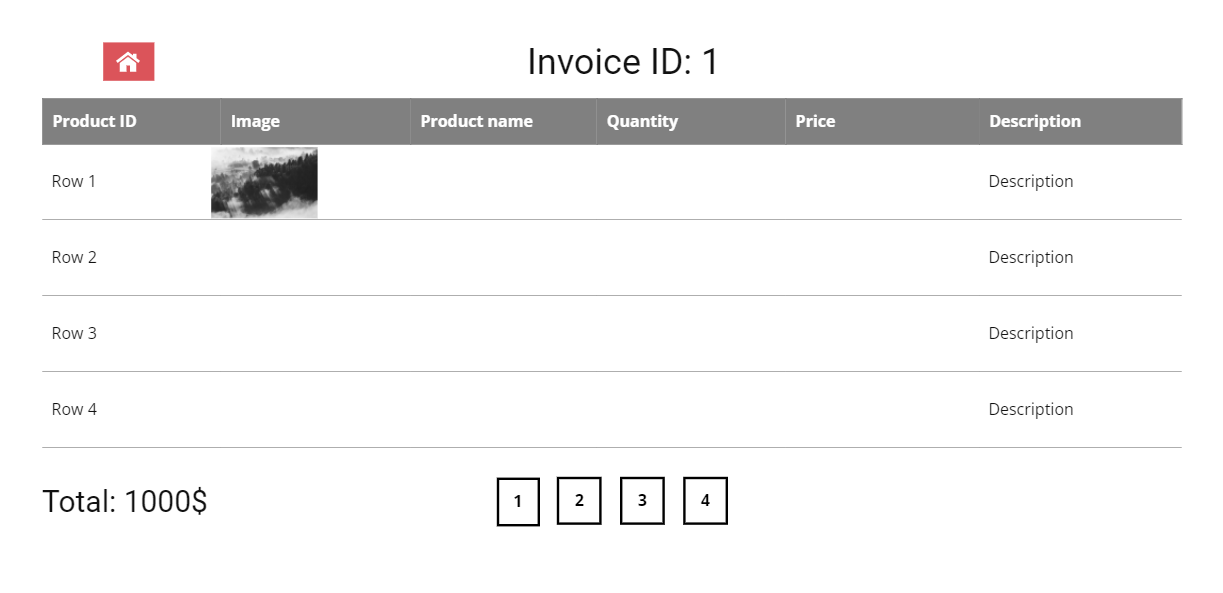 Invoice ID: 1
Product ID Image Product name Quantity Price Description
Row 1 Description
Row 2 Description
Row 3 Description
Row 4 Description
Total: 1000$ 1 2 3 4